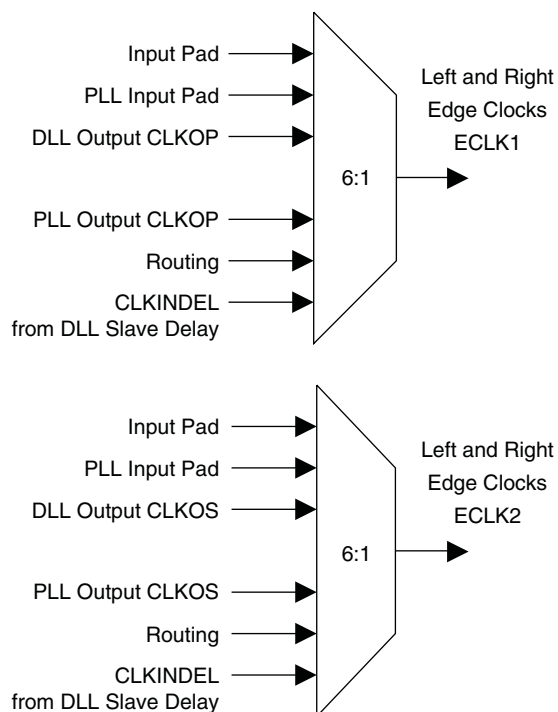 Input Pad
PLL Input Pad
DLL Output CLKOP
PLL Output CLKOP
Routing
CLKINDEL
from DLL Slave Delay
6:1
Left and Right
Edge Clocks
ECLK1
Input Pad
PLL Input Pad
DLL Output CLKOS
PLL Output CLKOS
Routing
CLKINDEL
from DLL Slave Delay
6:1
Left and Right
Edge Clocks
ECLK2